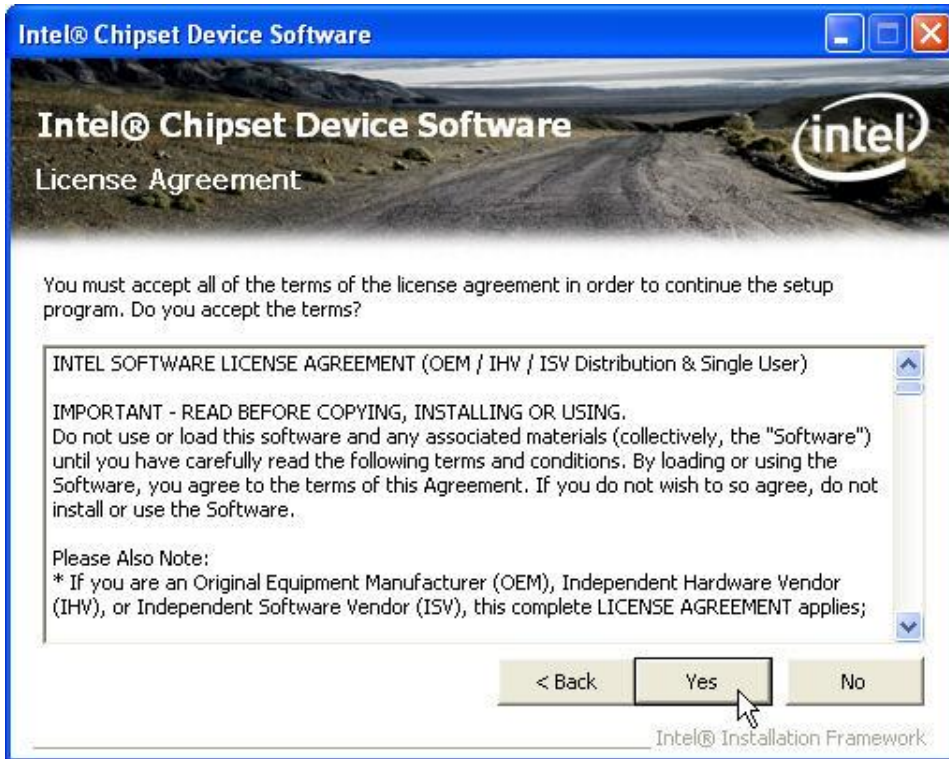 Intel® Chipset Device Software
Intel® Chipset Device Software
intel
License Agreement
You must accept all of the terms of the license agreement in order to continue the setup
program. Do you accept the terms?
INTEL SOFTWARE LICENSE AGREEMENT (OEM / IHV / ISV Distribution & Single User)
IMPORTANT - READ BEFORE COPYING, INSTALLING OR USING.
Do not use or load this software and any associated materials (collectively, the "Software")
until you have carefully read the following terms and conditions. By loading or using the
Software, you agree to the terms of this Agreement. If you do not wish to so agree, do not
install or use the Software.
Please Also Note:
* If you are an Original Equipment Manufacturer (OEM), Independent Hardware Vendor
(IHV), or Independent Software Vendor (ISV), this complete LICENSE AGREEMENT applies;
< Back Yes No
Intel® Installation Framework